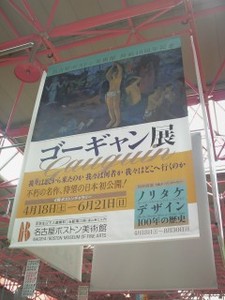 ゴーギャン展
Gauguin
我々はどこから来たのか 我々は何者か 我々はどこへ行くのか
不朽の名作、待望の日本初公開!
4月18日土―6月21日日
ノリタケ
デザイン
100年の歴史
名古屋ボストン美術館
NAGOYA/BOSTON MUSEUM OF FINE ARTS